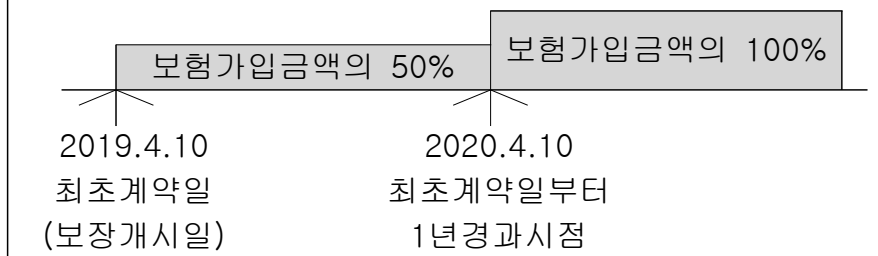 보험가입금액의 50%
보험가입금액의 100%
2019.4.10
최초계약일
(보장개시일)
2020.4.10
최초계약일부터
1년경과시점